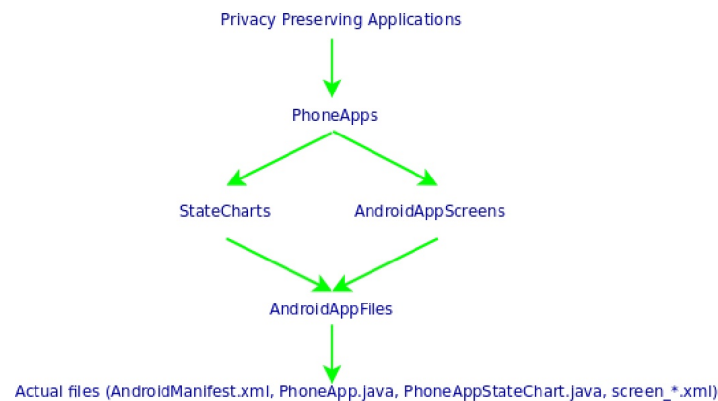 Privacy Preserving Applications
PhoneApps
StateCharts
AndroidAppScreens
AndroidAppFiles
Actual files (AndroidManifest.xml, PhoneApp.java, PhoneAppStateChart.java, screen_*.xml)